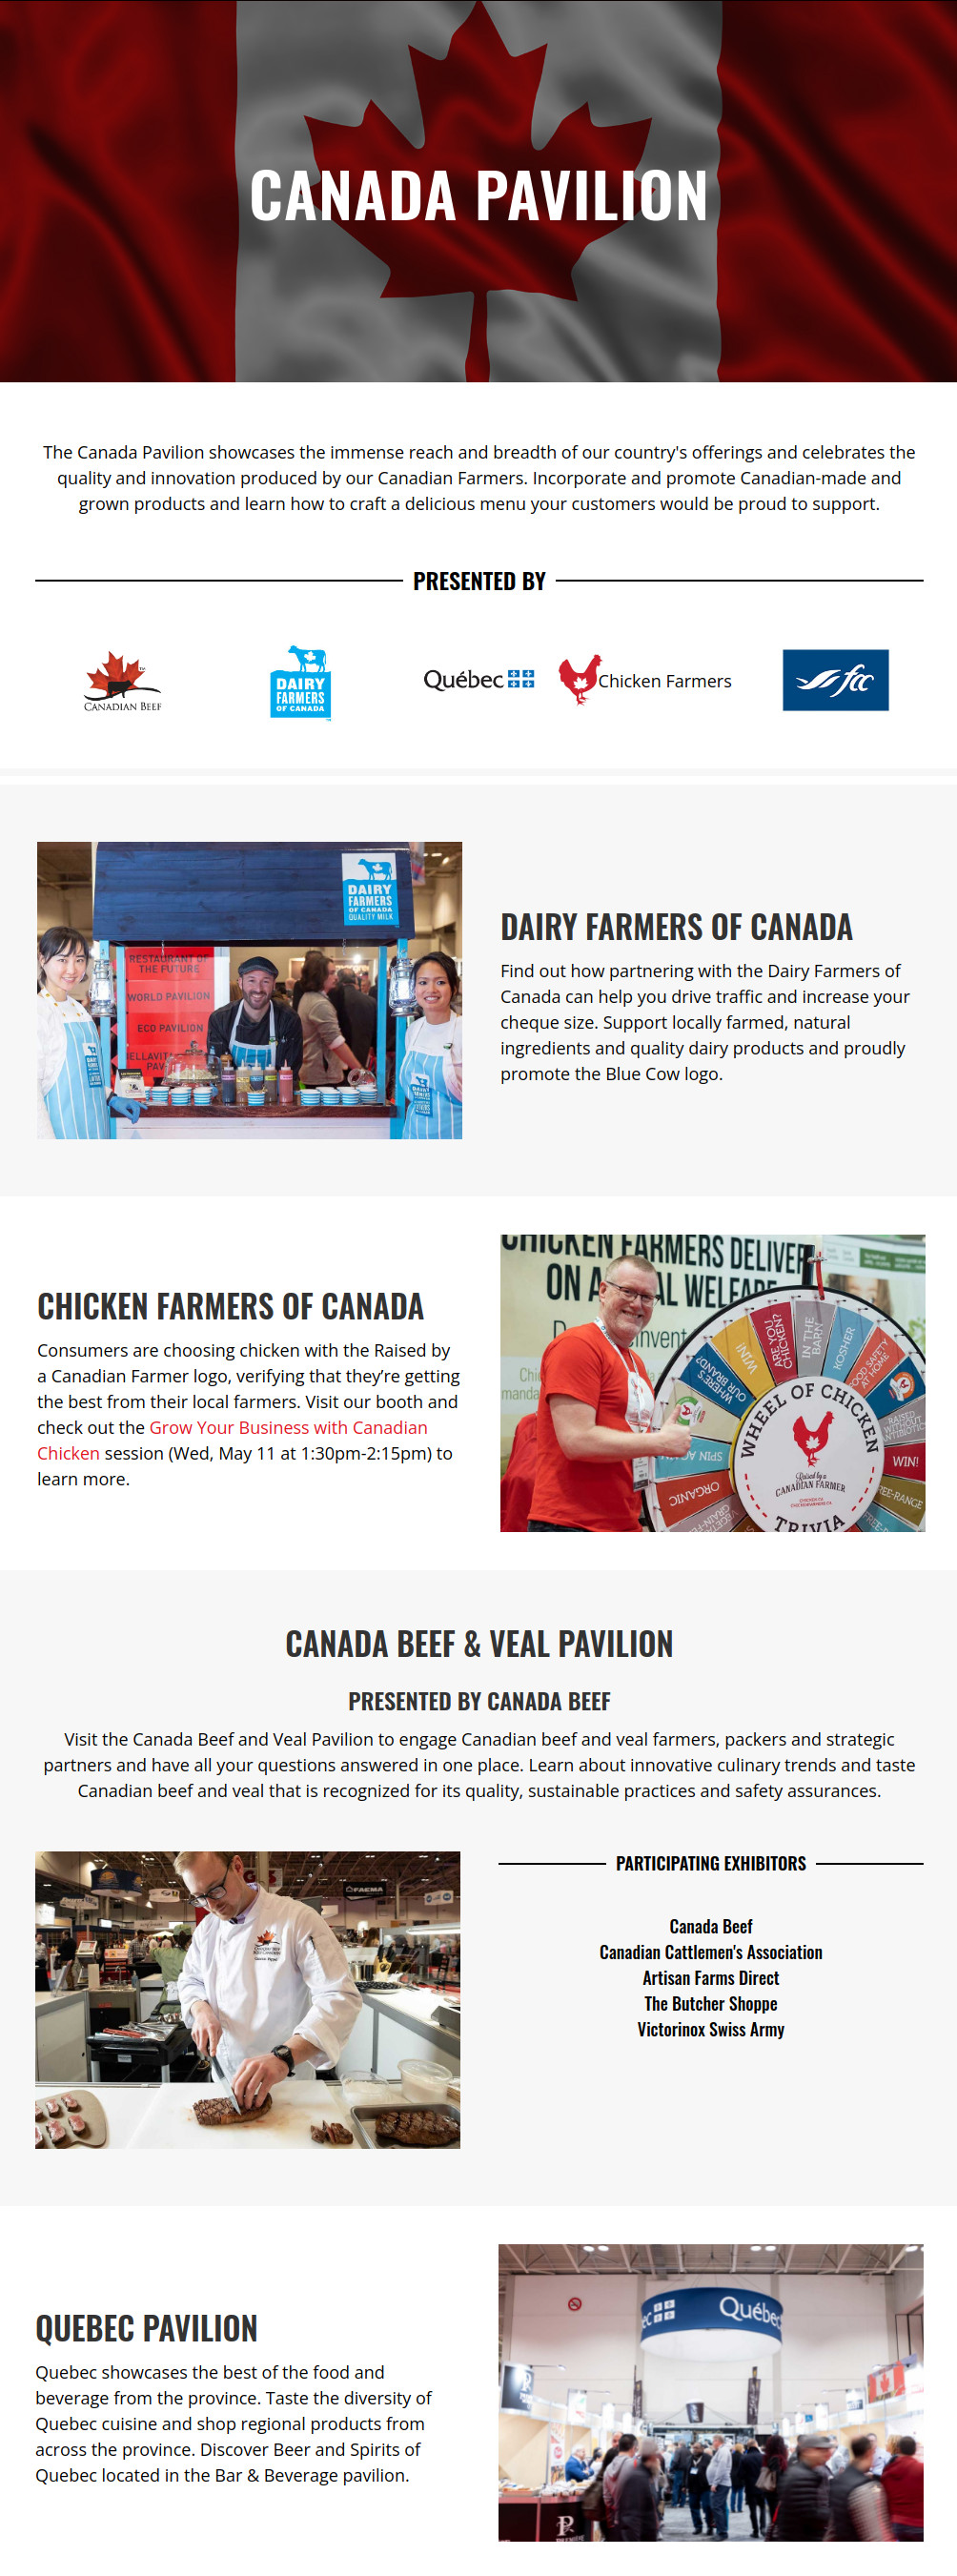 CANADA PAVILION
The Canada Pavilion showcases the immense reach and breadth of our country's offerings and celebrates the
quality and innovation produced by our Canadian Farmers. Incorporate and promote Canadian-made and
grown products and learn how to craft a delicious menu your customers would be proud to support.
PRESENTED BY
CANADIAN BEEF
DAIRY
FARMERS
OF CANADA
Québec
Chicken Farmers
fcc
DAIRY
FARMERS
OF CANADA
QUALITY MILK
RESTAURANT OF
THE FUTURE
WORLD PAVILION
ECO PAVILION
DAIRY FARMERS OF CANADA
Find out how partnering with the Dairy Farmers of
Canada can help you drive traffic and increase your
cheque size. Support locally farmed, natural
ingredients and quality dairy products and proudly
promote the Blue Cow logo.
CHICKEN FARMERS OF CANADA
Consumers are choosing chicken with the Raised by
a Canadian Farmer logo, verifying that they’re getting
the best from their local farmers. Visit our booth and
check out the Grow Your Business with Canadian
Chicken session (Wed, May 11 at 1:30pm-2:15pm) to
learn more.
CHICKEN FARMERS DELIVER
ON
WHERE'S
OUR BRAND?
WIN!
ARE YOU
CHICKEN?
IN THE
BARN
KOSHER
FOOD SAFETY
AT HOME
RAISED
WITHOUT
ANTIBIOTIC
WIN!
SPIN
ORGANIC
WHEEL OF CHICKEN
Raised by a
CANADIAN FARMER
TRIVIA
CANADA BEEF & VEAL PAVILION
PRESENTED BY CANADA BEEF
Visit the Canada Beef and Veal Pavilion to engage Canadian beef and veal farmers, packers and strategic
partners and have all your questions answered in one place. Learn about innovative culinary trends and taste
Canadian beef and veal that is recognized for its quality, sustainable practices and safety assurances.
FAEMA
PARTICIPATING EXHIBITORS
Canada Beef
Canadian Cattlemen's Association
Artisan Farms Direct
The Butcher Shoppe
Victorinox Swiss Army
QUEBEC PAVILION
Quebec showcases the best of the food and
beverage from the province. Taste the diversity of
Quebec cuisine and shop regional products from
across the province. Discover Beer and Spirits of
Quebec located in the Bar & Beverage pavilion.
Québec